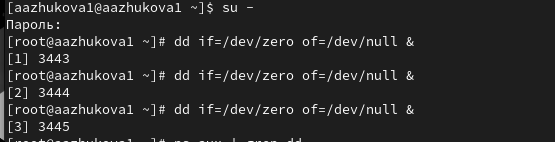 [aazhukova1@aazhukova1 ~]$ su -
Пароль:
[root@aazhukova1 ~]# dd if=/dev/zero of=/dev/null &
[1] 3443
[root@aazhukova1 ~]# dd if=/dev/zero of=/dev/null &
[2] 3444
[root@aazhukova1 ~]# dd if=/dev/zero of=/dev/null &
[3] 3445
[root@aazhukova1 ~]# ps aux | grep dd